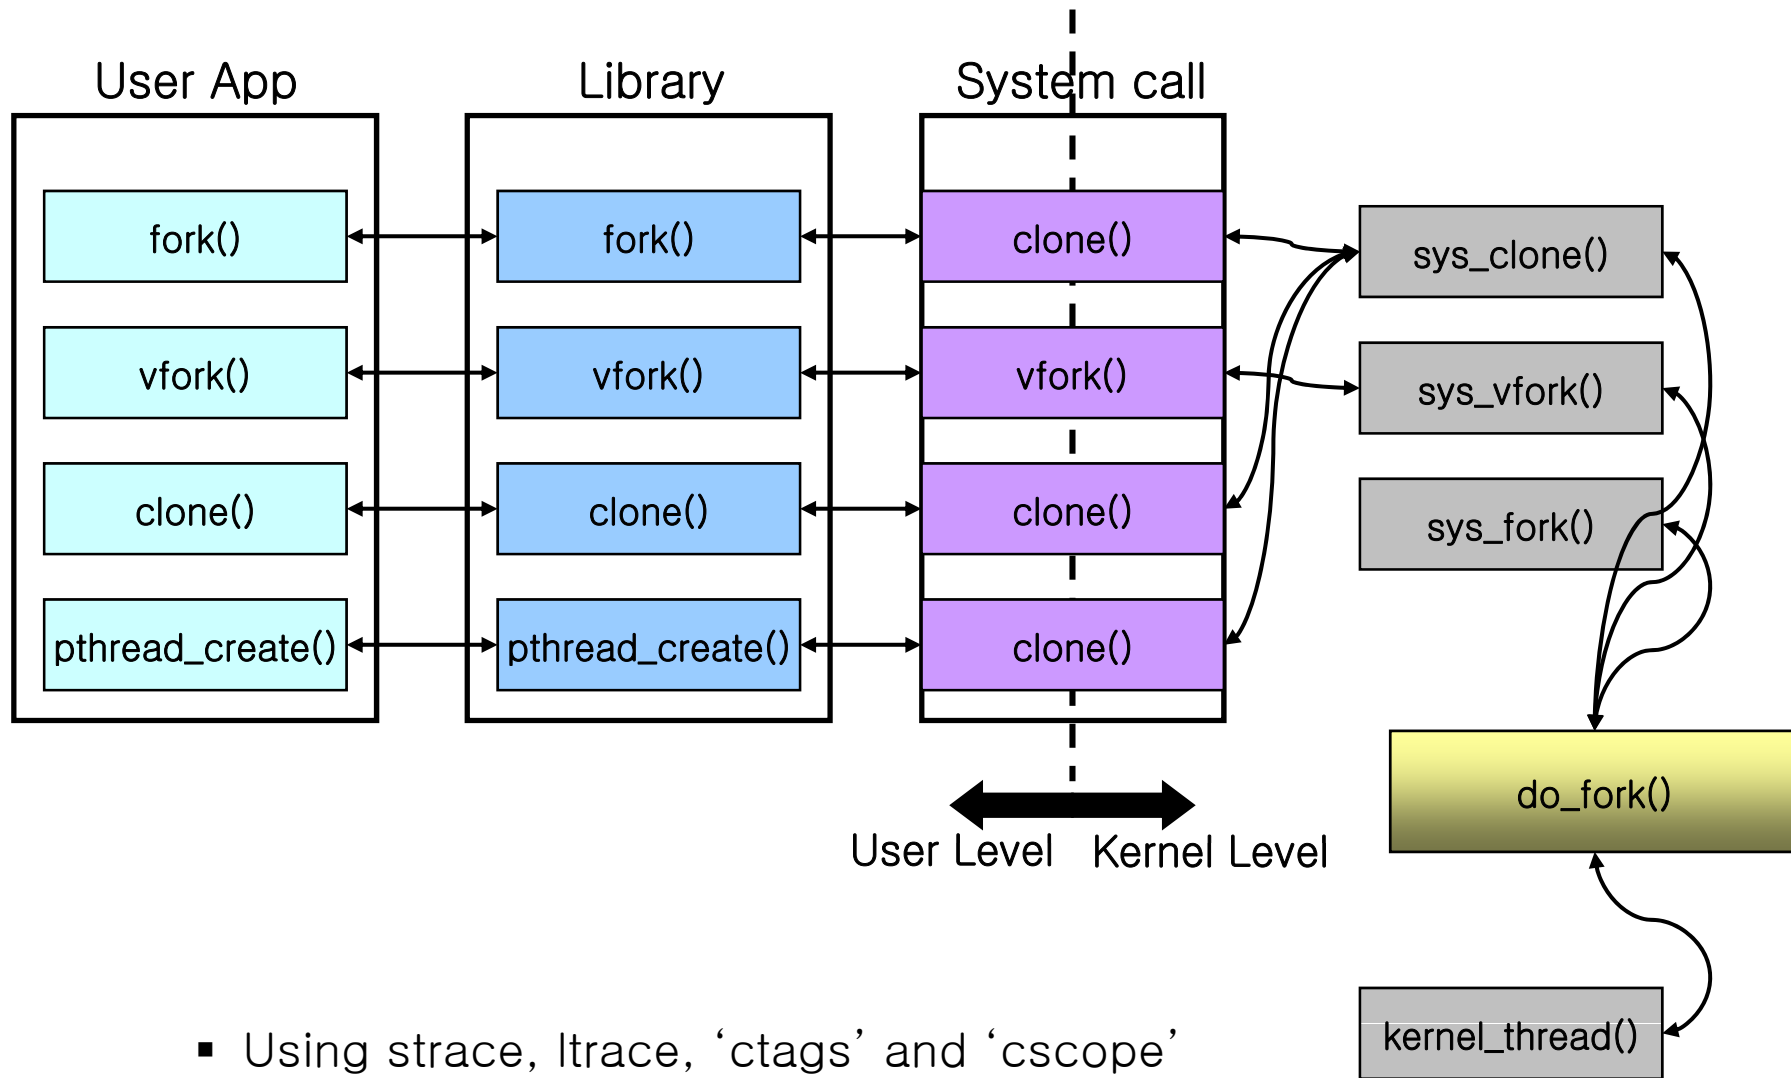 User App
Library
System call
fork()
fork()
clone()
sys_clone()
vfork()
vfork()
vfork()
sys_vfork()
clone()
clone()
clone()
sys_fork()
pthread_create()
pthread_create()
clone()
do_fork()
User Level
Kernel Level
kernel_thread()
▪ Using strace, ltrace, ‘ctags’ and ‘cscope’